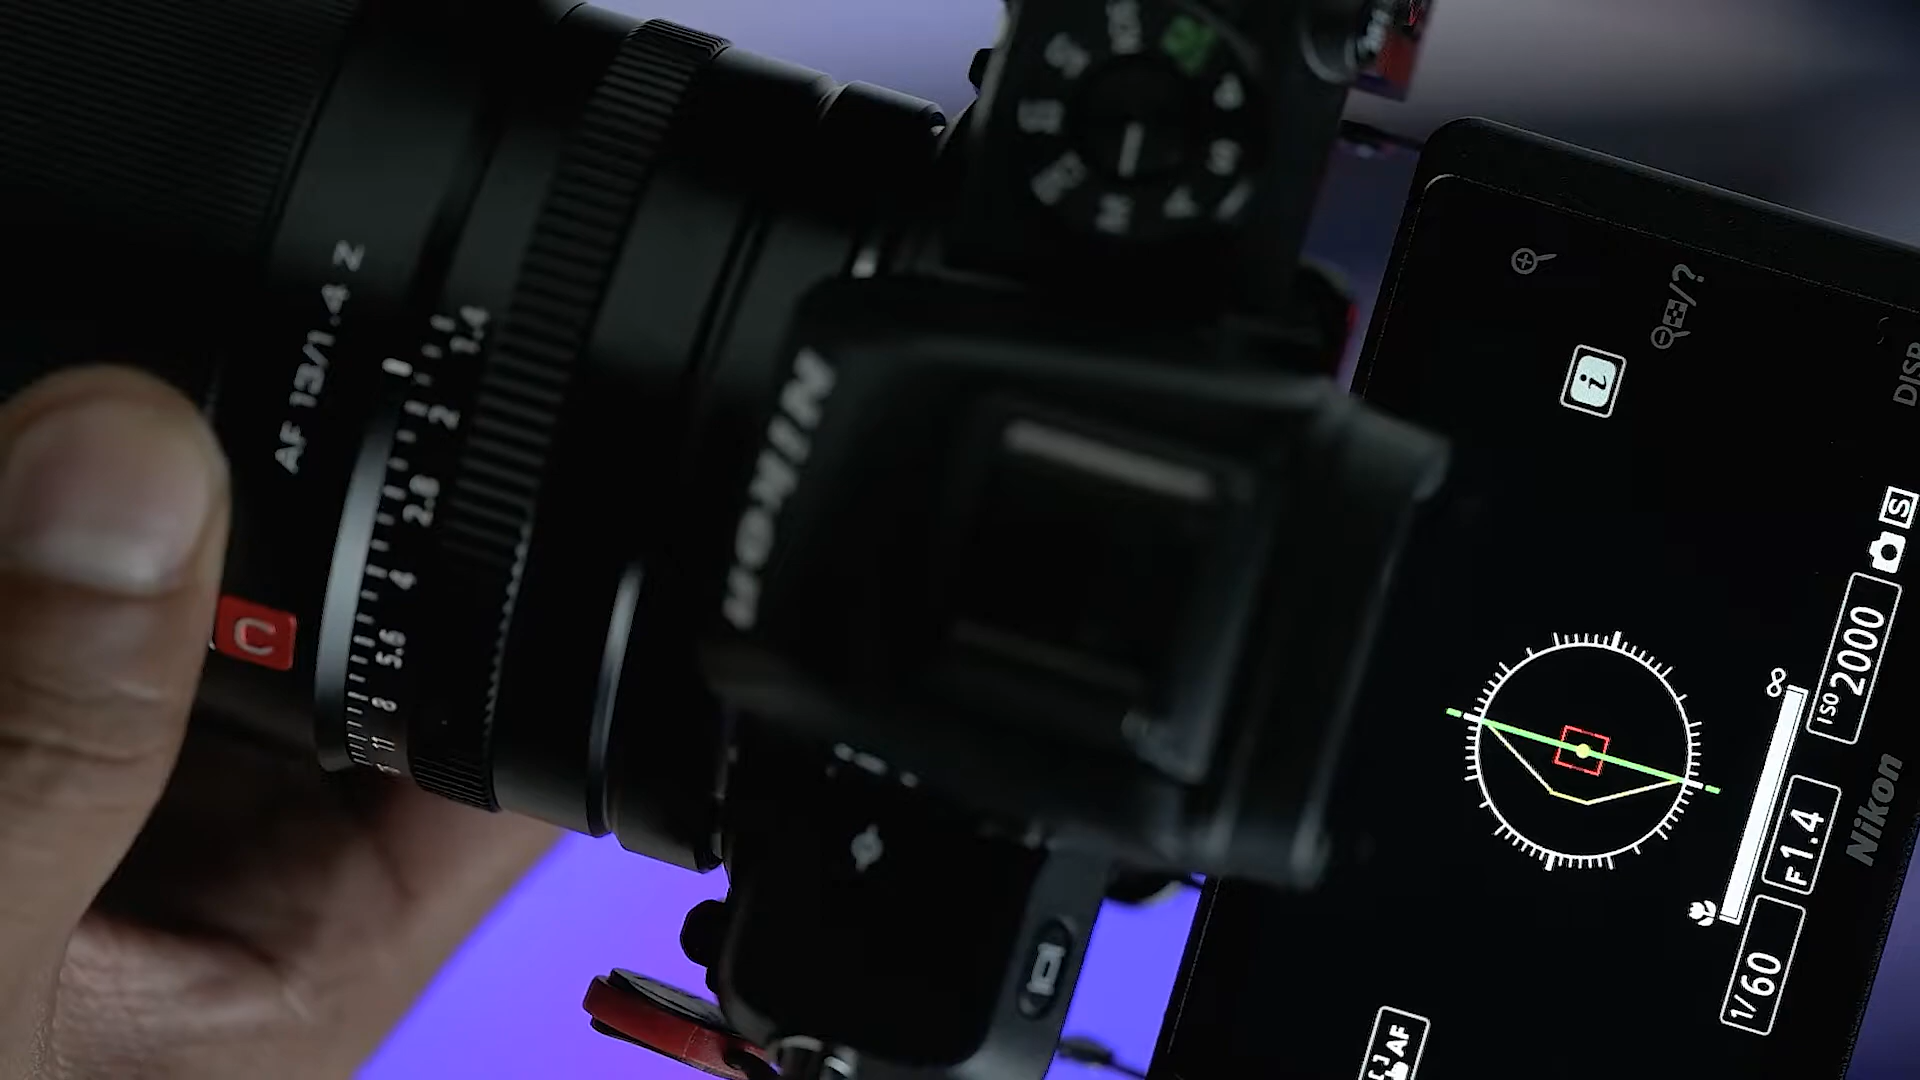 AF 13/1.4 Z
1.4
2
2.8
4
5.6
8
11
C
Nikon
M
A
?
i
DISP
S
ISO 2000
∞
F1.4
1/60
Nikon
AF